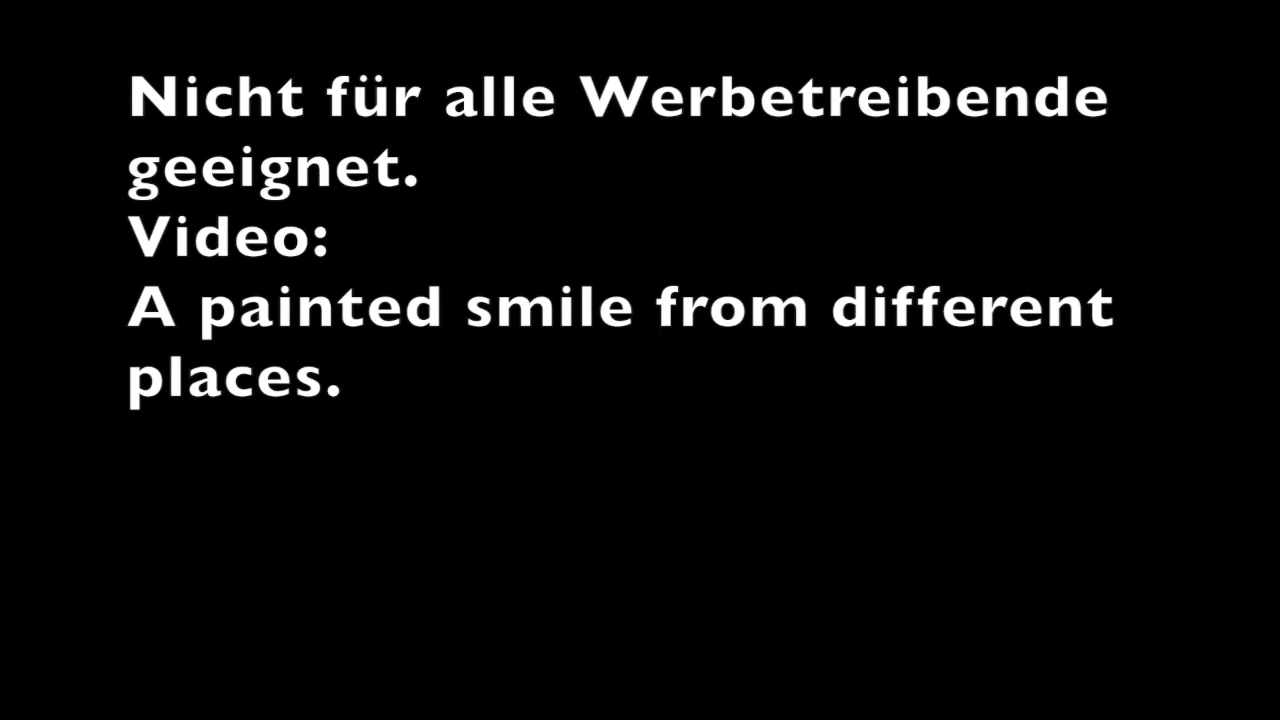 Nicht für alle Werbetreibende
geeignet.
Video:
A painted smile from different
places.